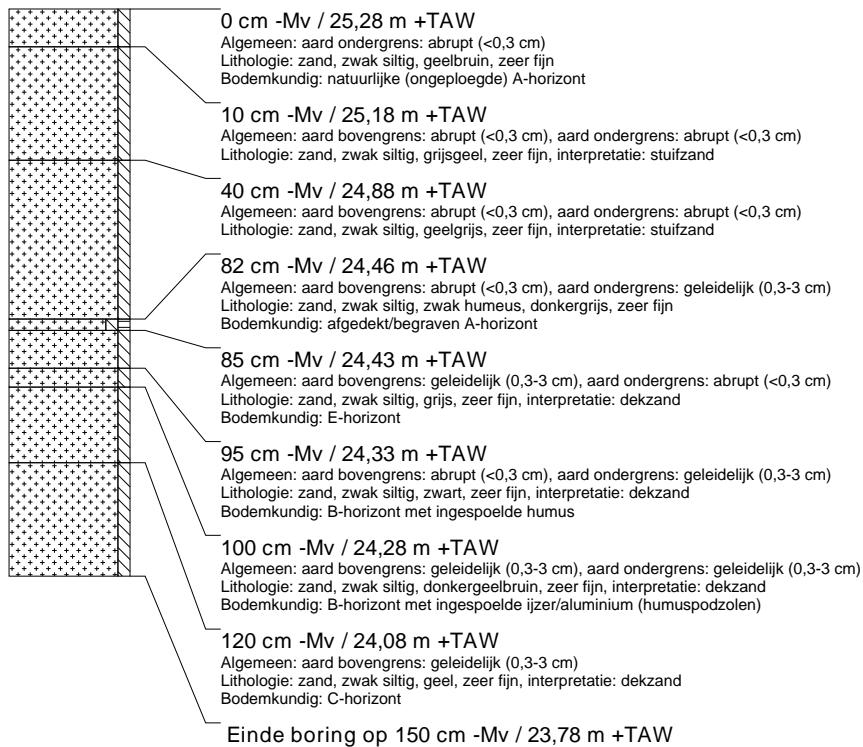 0 cm -Mv / 25,28 m +TAW
Algemeen: aard ondergrens: abrupt (<0,3 cm)
Lithologie: zand, zwak siltig, geelbruin, zeer fijn
Bodemkundig: natuurlijke (ongeploegde) A-horizont
10 cm -Mv / 25,18 m +TAW
Algemeen: aard bovengrens: abrupt (<0,3 cm), aard ondergrens: abrupt (<0,3 cm)
Lithologie: zand, zwak siltig, grijsgeel, zeer fijn, interpretatie: stuifzand
40 cm -Mv / 24,88 m +TAW
Algemeen: aard bovengrens: abrupt (<0,3 cm), aard ondergrens: abrupt (<0,3 cm)
Lithologie: zand, zwak siltig, geelgrijs, zeer fijn, interpretatie: stuifzand
82 cm -Mv / 24,46 m +TAW
Algemeen: aard bovengrens: abrupt (<0,3 cm), aard ondergrens: geleidelijk (0,3-3 cm)
Lithologie: zand, zwak siltig, zwak humeus, donkergrijs, zeer fijn
Bodemkundig: afgedekt/begraven A-horizont
85 cm -Mv / 24,43 m +TAW
Algemeen: aard bovengrens: geleidelijk (0,3-3 cm), aard ondergrens: abrupt (<0,3 cm)
Lithologie: zand, zwak siltig, grijs, zeer fijn, interpretatie: dekzand
Bodemkundig: E-horizont
95 cm -Mv / 24,33 m +TAW
Algemeen: aard bovengrens: abrupt (<0,3 cm), aard ondergrens: geleidelijk (0,3-3 cm)
Lithologie: zand, zwak siltig, zwart, zeer fijn, interpretatie: dekzand
Bodemkundig: B-horizont met ingespoelde humus
100 cm -Mv / 24,28 m +TAW
Algemeen: aard bovengrens: geleidelijk (0,3-3 cm), aard ondergrens: geleidelijk (0,3-3 cm)
Lithologie: zand, zwak siltig, donkergeelbruin, zeer fijn, interpretatie: dekzand
Bodemkundig: B-horizont met ingespoelde ijzer/aluminium (humuspodzolen)
120 cm -Mv / 24,08 m +TAW
Algemeen: aard bovengrens: geleidelijk (0,3-3 cm)
Lithologie: zand, zwak siltig, geel, zeer fijn, interpretatie: dekzand
Bodemkundig: C-horizont
Einde boring op 150 cm -Mv / 23,78 m +TAW